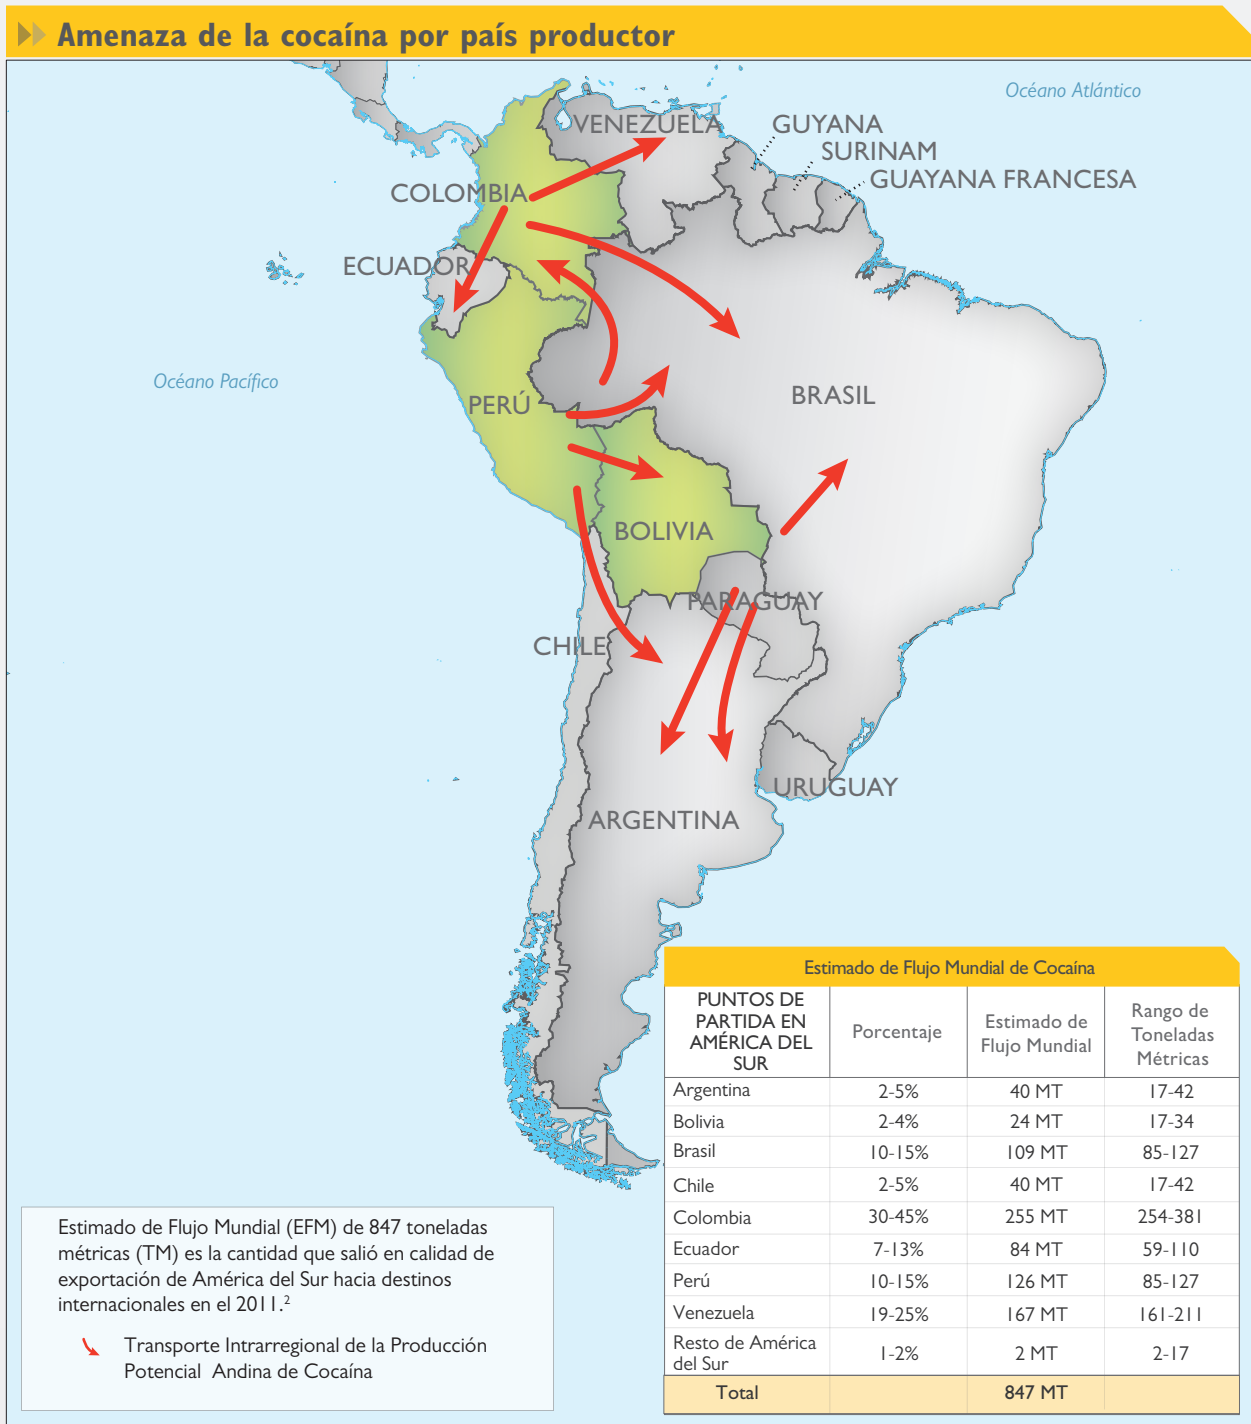 Amenaza de la cocaína por país productor
Océano Atlántico
VENEZUELA
GUYANA
SURINAM
GUAYANA FRANCESA
COLOMBIA
ECUADOR
Océano Pacífico
PERÚ
BRASIL
BOLIVIA
PARAGUAY
CHILE
URUGUAY
ARGENTINA
Estimado de Flujo Mundial de Cocaína
PUNTOS DE
PARTIDA EN
AMÉRICA DEL
SUR
Porcentaje
Estimado de
Flujo Mundial
Rango de
Toneladas
Métricas
Argentina 2-5% 40 MT 17-42
Bolivia 2-4% 24 MT 17-34
Brasil 10-15% 109 MT 85-127
Chile 2-5% 40 MT 17-42
Colombia 30-45% 255 MT 254-381
Ecuador 7-13% 84 MT 59-110
Perú 10-15% 126 MT 85-127
Venezuela 19-25% 167 MT 161-211
Resto de América
del Sur 1-2% 2 MT 2-17
Total 847 MT
Estimado de Flujo Mundial (EFM) de 847 toneladas
métricas (TM) es la cantidad que salió en calidad de
exportación de América del Sur hacia destinos
internacionales en el 2011.²
Transporte Intrarregional de la Producción
Potencial Andina de Cocaína